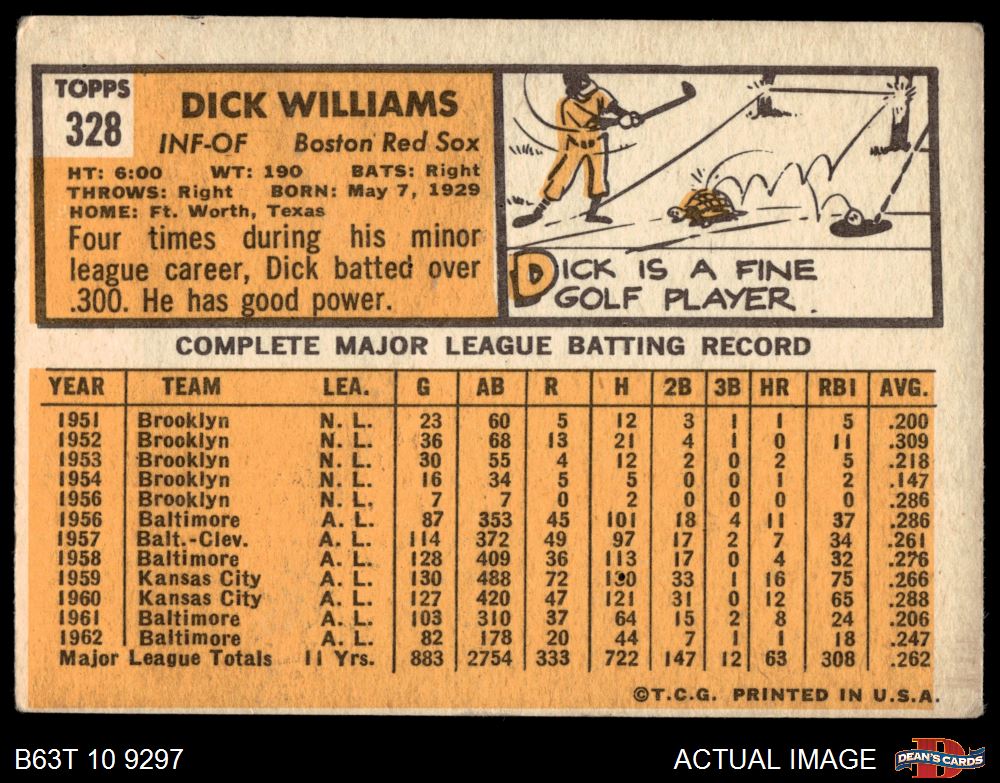 TOPPS
328
DICK WILLIAMS
INF-OF Boston Red Sox
HT: 6:00 WT: 190 BATS: Right
THROWS: Right BORN: May 7, 1929
HOME: Ft. Worth, Texas
Four times during his minor
league career, Dick batted over
.300. He has good power.
DICK IS A FINE
GOLF PLAYER.
COMPLETE MAJOR LEAGUE BATTING RECORD
YEAR TEAM LEA. G AB R H 2B 3B HR RBI AVG.
1951 Brooklyn N. L. 23 60 5 12 3 1 1 5 .200
1952 Brooklyn N. L. 36 68 13 21 4 1 0 11 .309
1953 Brooklyn N. L. 30 55 4 12 2 0 2 5 .218
1954 Brooklyn N. L. 16 34 5 5 0 0 1 2 .147
1956 Brooklyn N. L. 7 7 0 2 0 0 0 0 .286
1956 Baltimore A. L. 87 353 45 101 18 4 11 37 .286
1957 Balt.-Clev. A. L. 114 372 49 97 17 2 7 34 .261
1958 Baltimore A. L. 128 409 36 113 17 0 4 32 .276
1959 Kansas City A. L. 130 488 72 130 33 1 16 75 .266
1960 Kansas City A. L. 127 420 47 121 31 0 12 65 .288
1961 Baltimore A. L. 103 310 37 64 15 2 8 24 .206
1962 Baltimore A. L. 82 178 20 44 7 1 1 18 .247
Major League Totals 11 Yrs. 883 2754 333 722 147 12 63 308 .262
©T.C.G. PRINTED IN U.S.A.
B63T 10 9297
ACTUAL IMAGE
D
DEAN'S CARDS